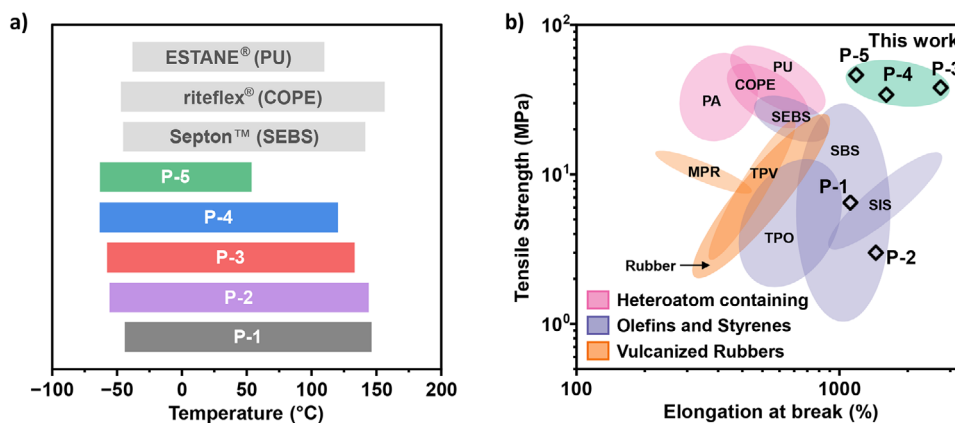 a)
ESTANE® (PU)
riteflex® (COPE)
Septon™ (SEBS)
P-5
P-4
P-3
P-2
P-1
−100 −50 0 50 100 150 200
Temperature (°C)
b)
Tensile Strength (MPa)
10²
10¹
10⁰
This work
P-5
P-4
P-3
PU
COPE
PA
SEBS
SBS
MPR
TPV
P-1
SIS
TPO
P-2
Rubber
Heteroatom containing
Olefins and Styrenes
Vulcanized Rubbers
100 1000
Elongation at break (%)